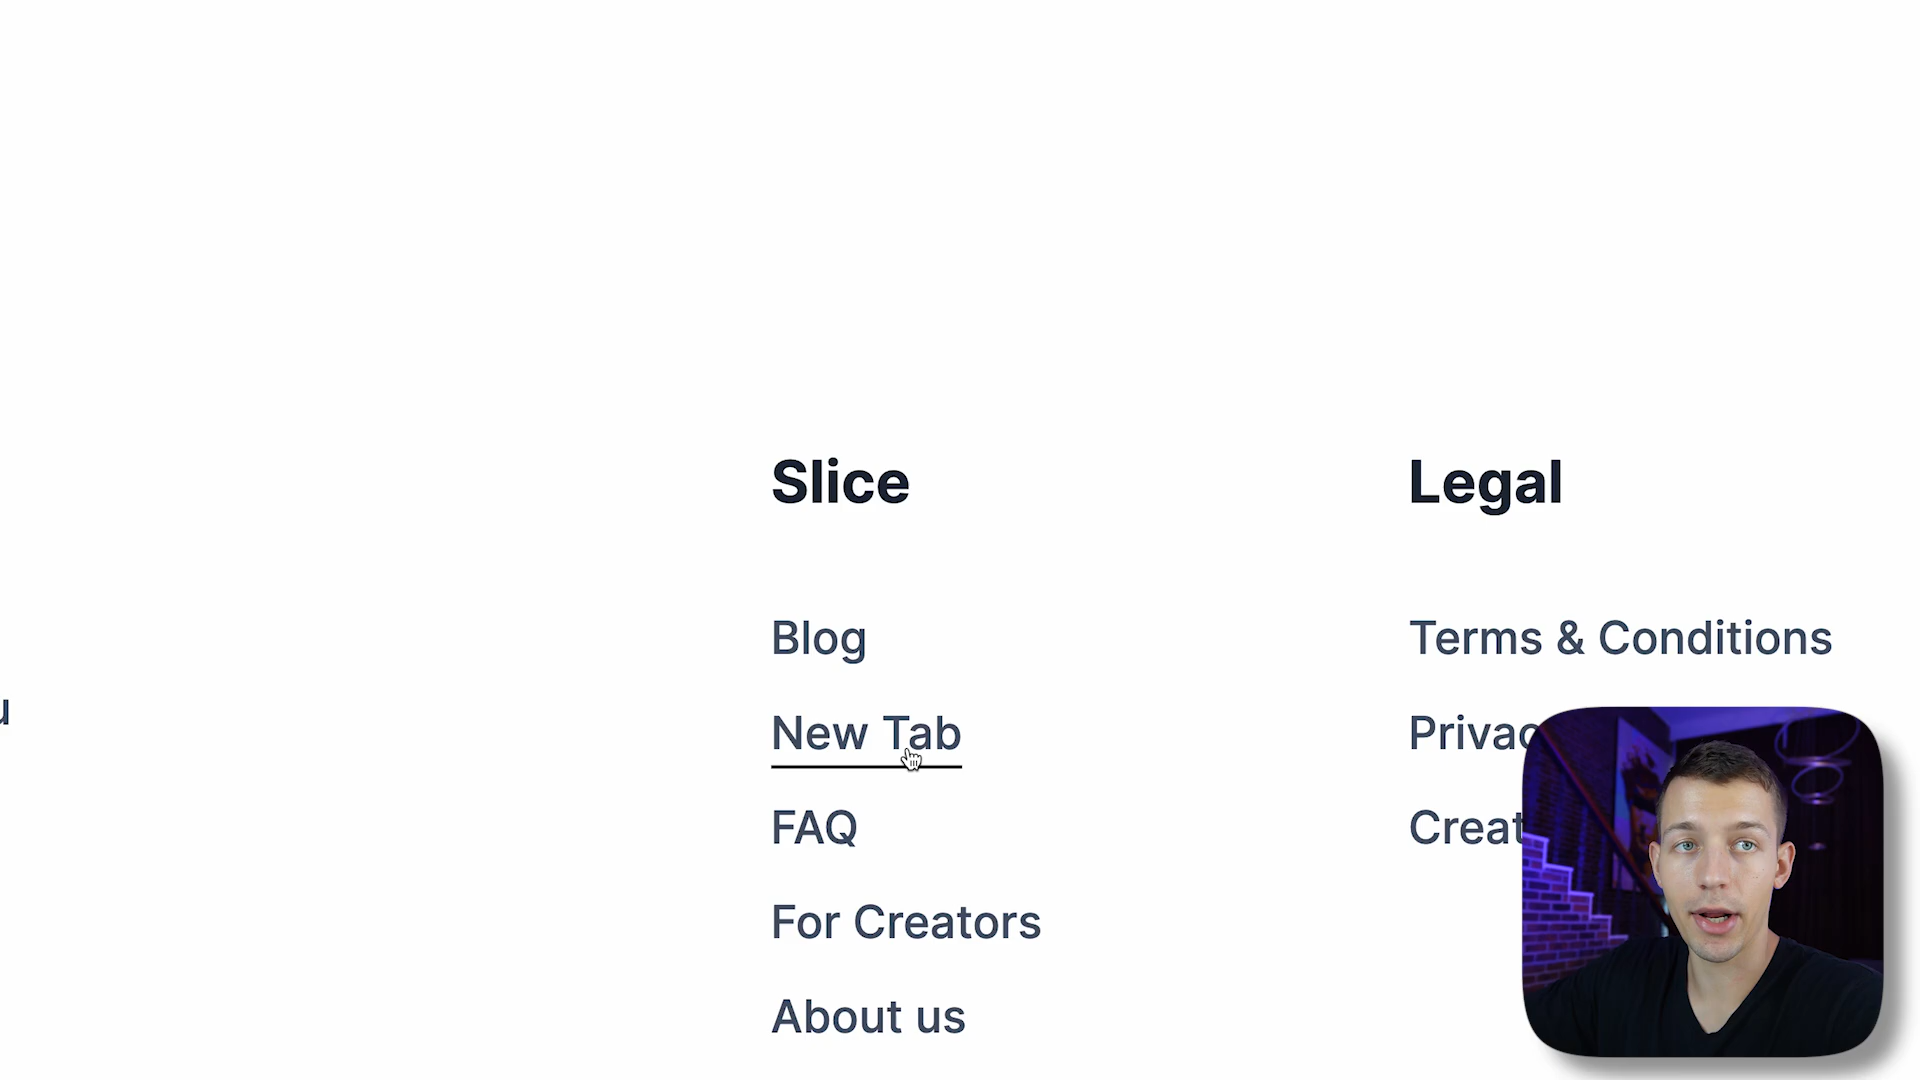 Slice
Blog
New Tab
FAQ
For Creators
About us
Legal
Terms & Conditions